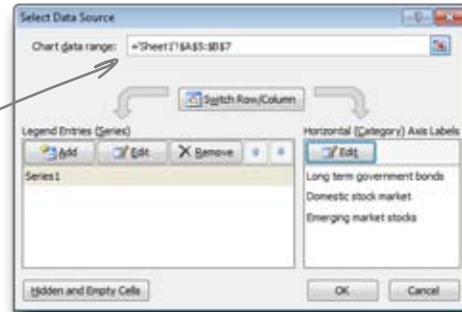 Select Data Source
Chart data range: ='Sheet1'!$A$5:$B$7
Switch Row/Column
Legend Entries (Series)
Add Edit Remove
Series1
Horizontal (Category) Axis Labels
Edit
Long term government bonds
Domestic stock market
Emerging market stocks
Hidden and Empty Cells
OK Cancel